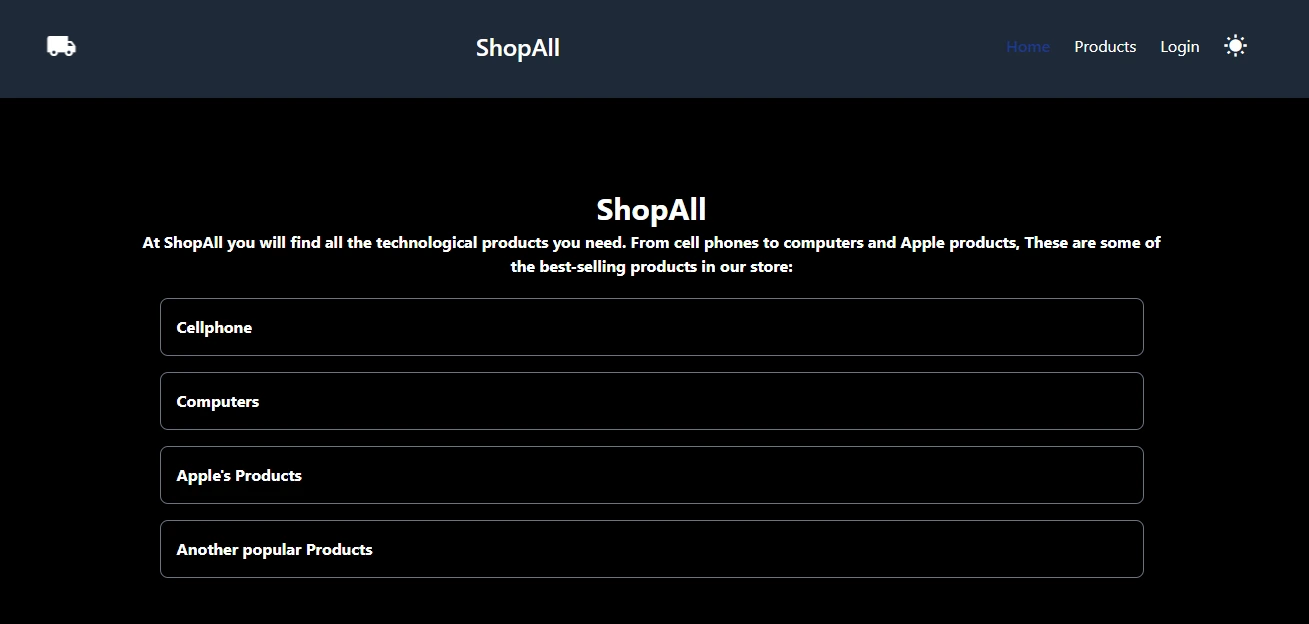 ShopAll
Home
Products
Login
ShopAll
At ShopAll you will find all the technological products you need. From cell phones to computers and Apple products, These are some of
the best-selling products in our store:
Cellphone
Computers
Apple's Products
Another popular Products